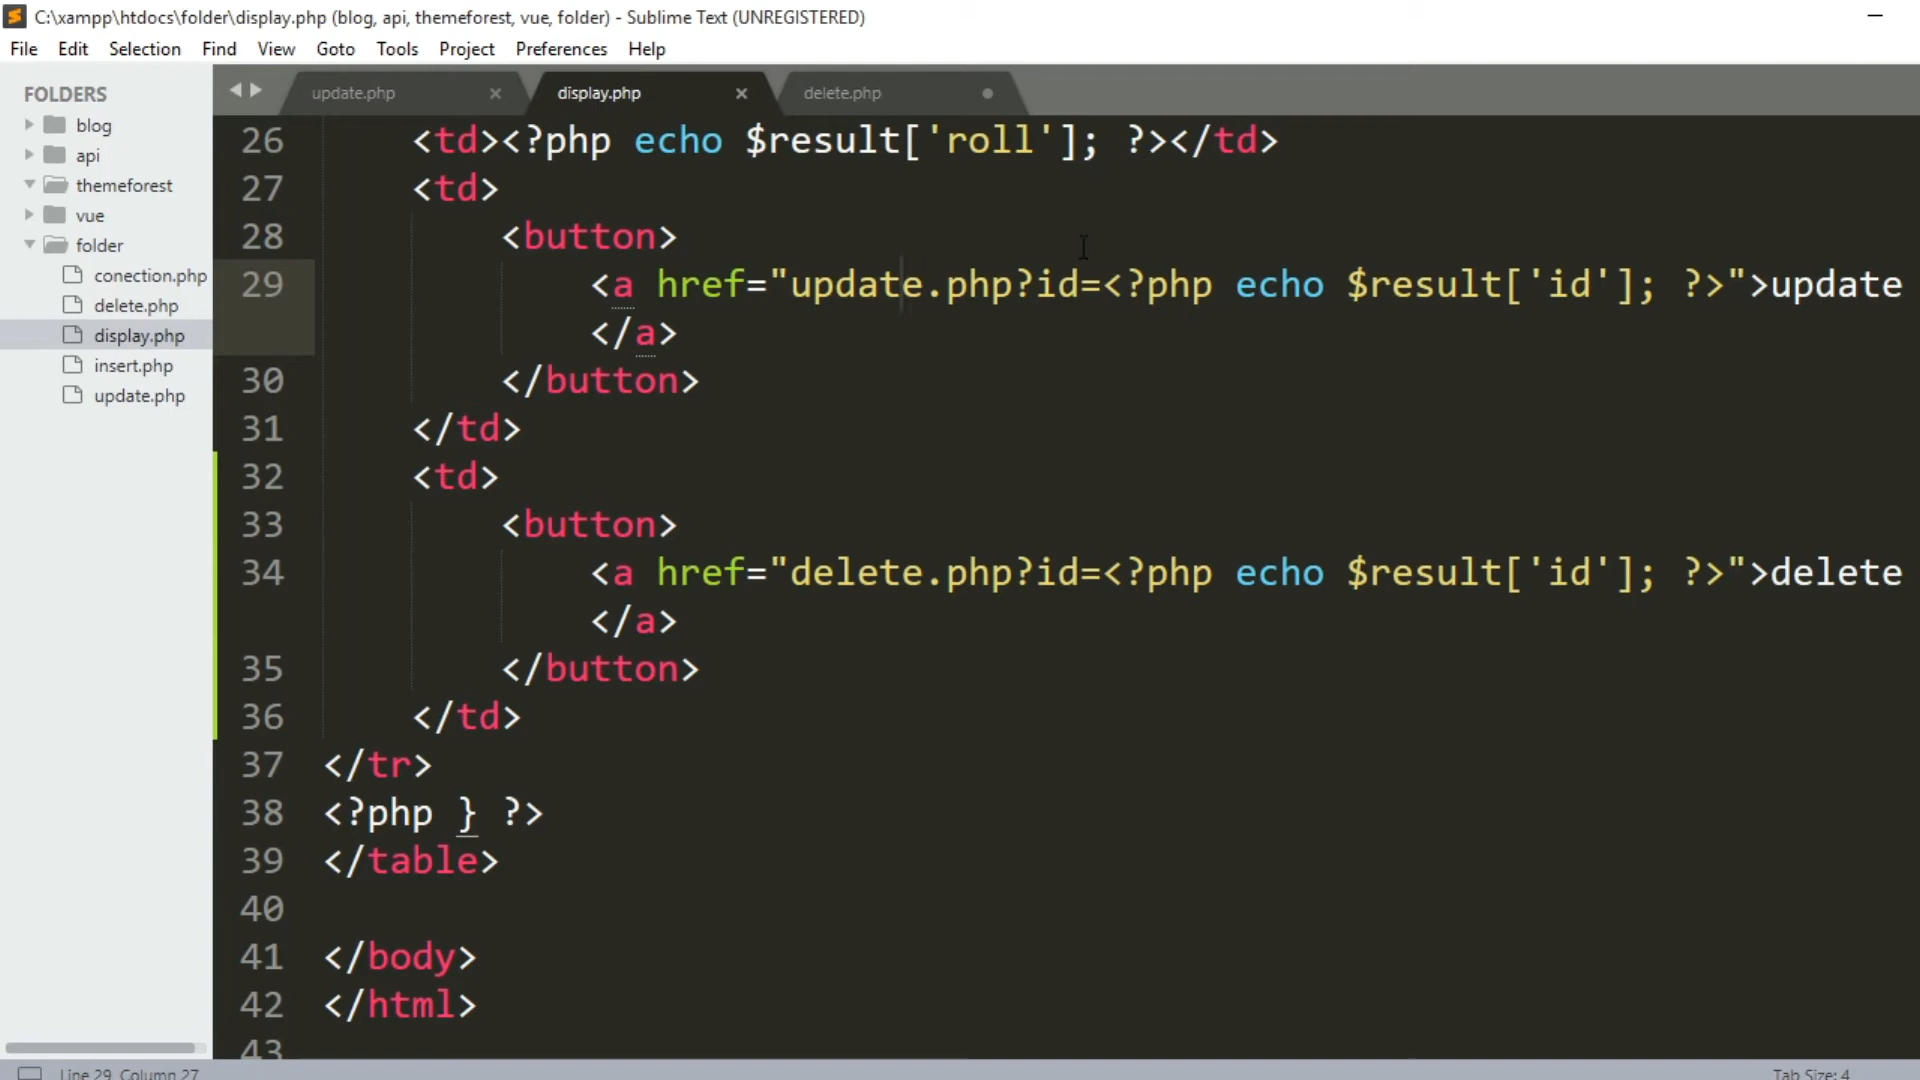 C:\xampp\htdocs\folder\display.php (blog, api, themeforest, vue, folder) - Sublime Text (UNREGISTERED)
File Edit Selection Find View Goto Tools Project Preferences Help
FOLDERS
blog
api
themeforest
vue
folder
conection.php
delete.php
display.php
insert.php
update.php
update.php display.php delete.php
26 <td><?php echo $result['roll']; ?></td>
27 <td>
28 <button>
29 <a href="update.php?id=<?php echo $result['id']; ?>">update
</a>
30 </button>
31 </td>
32 <td>
33 <button>
34 <a href="delete.php?id=<?php echo $result['id']; ?>">delete
</a>
35 </button>
36 </td>
37 </tr>
38 <?php } ?>
39 </table>
40
41 </body>
42 </html>
43
Line 29, Column 27
Tab Size: 4